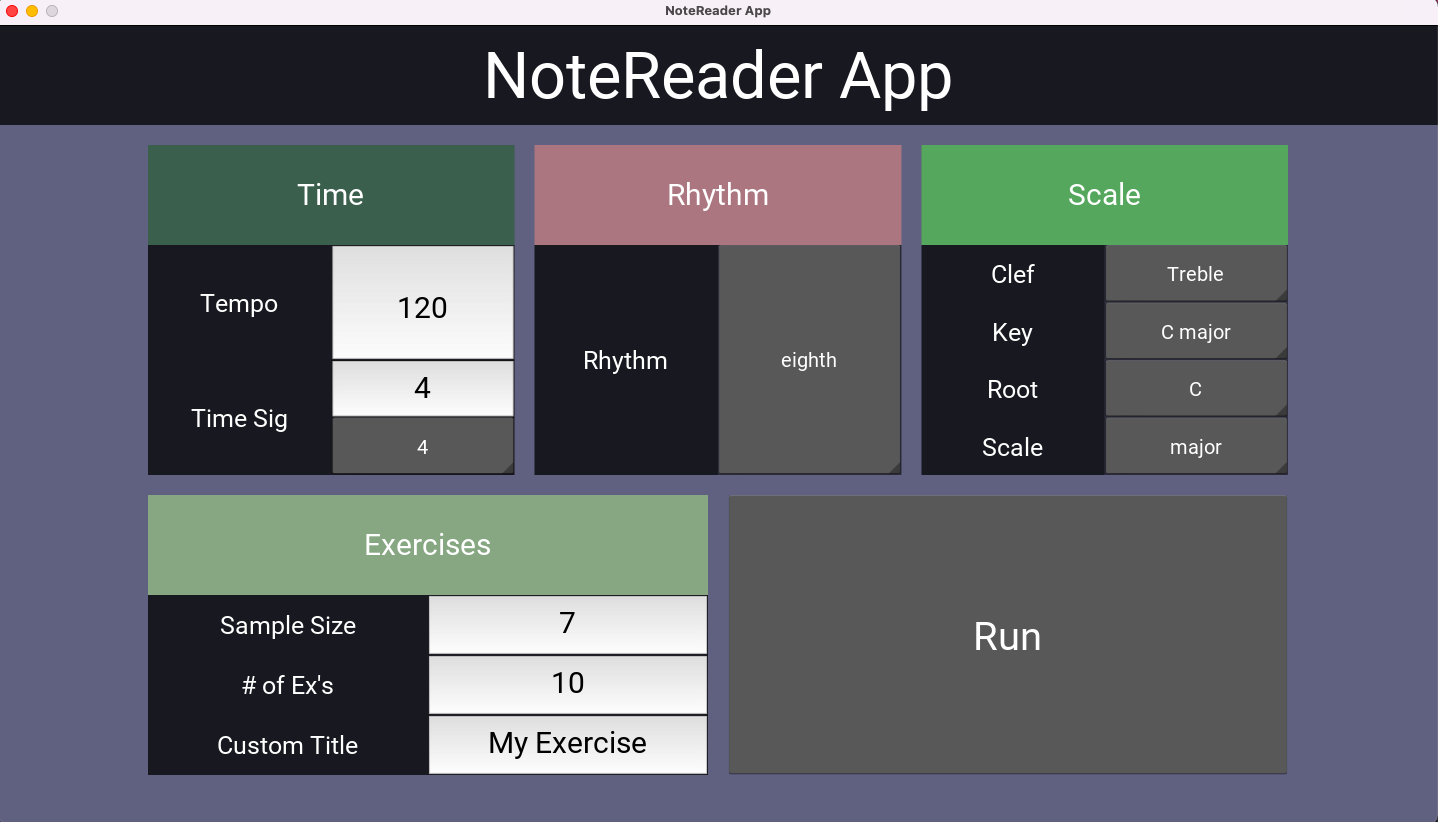 NoteReader App
NoteReader App
Time
Tempo
120
Time Sig
4
4
Rhythm
Rhythm
eighth
Scale
Clef
Treble
Key
C major
Root
C
Scale
major
Exercises
Sample Size
7
# of Ex's
10
Custom Title
My Exercise
Run